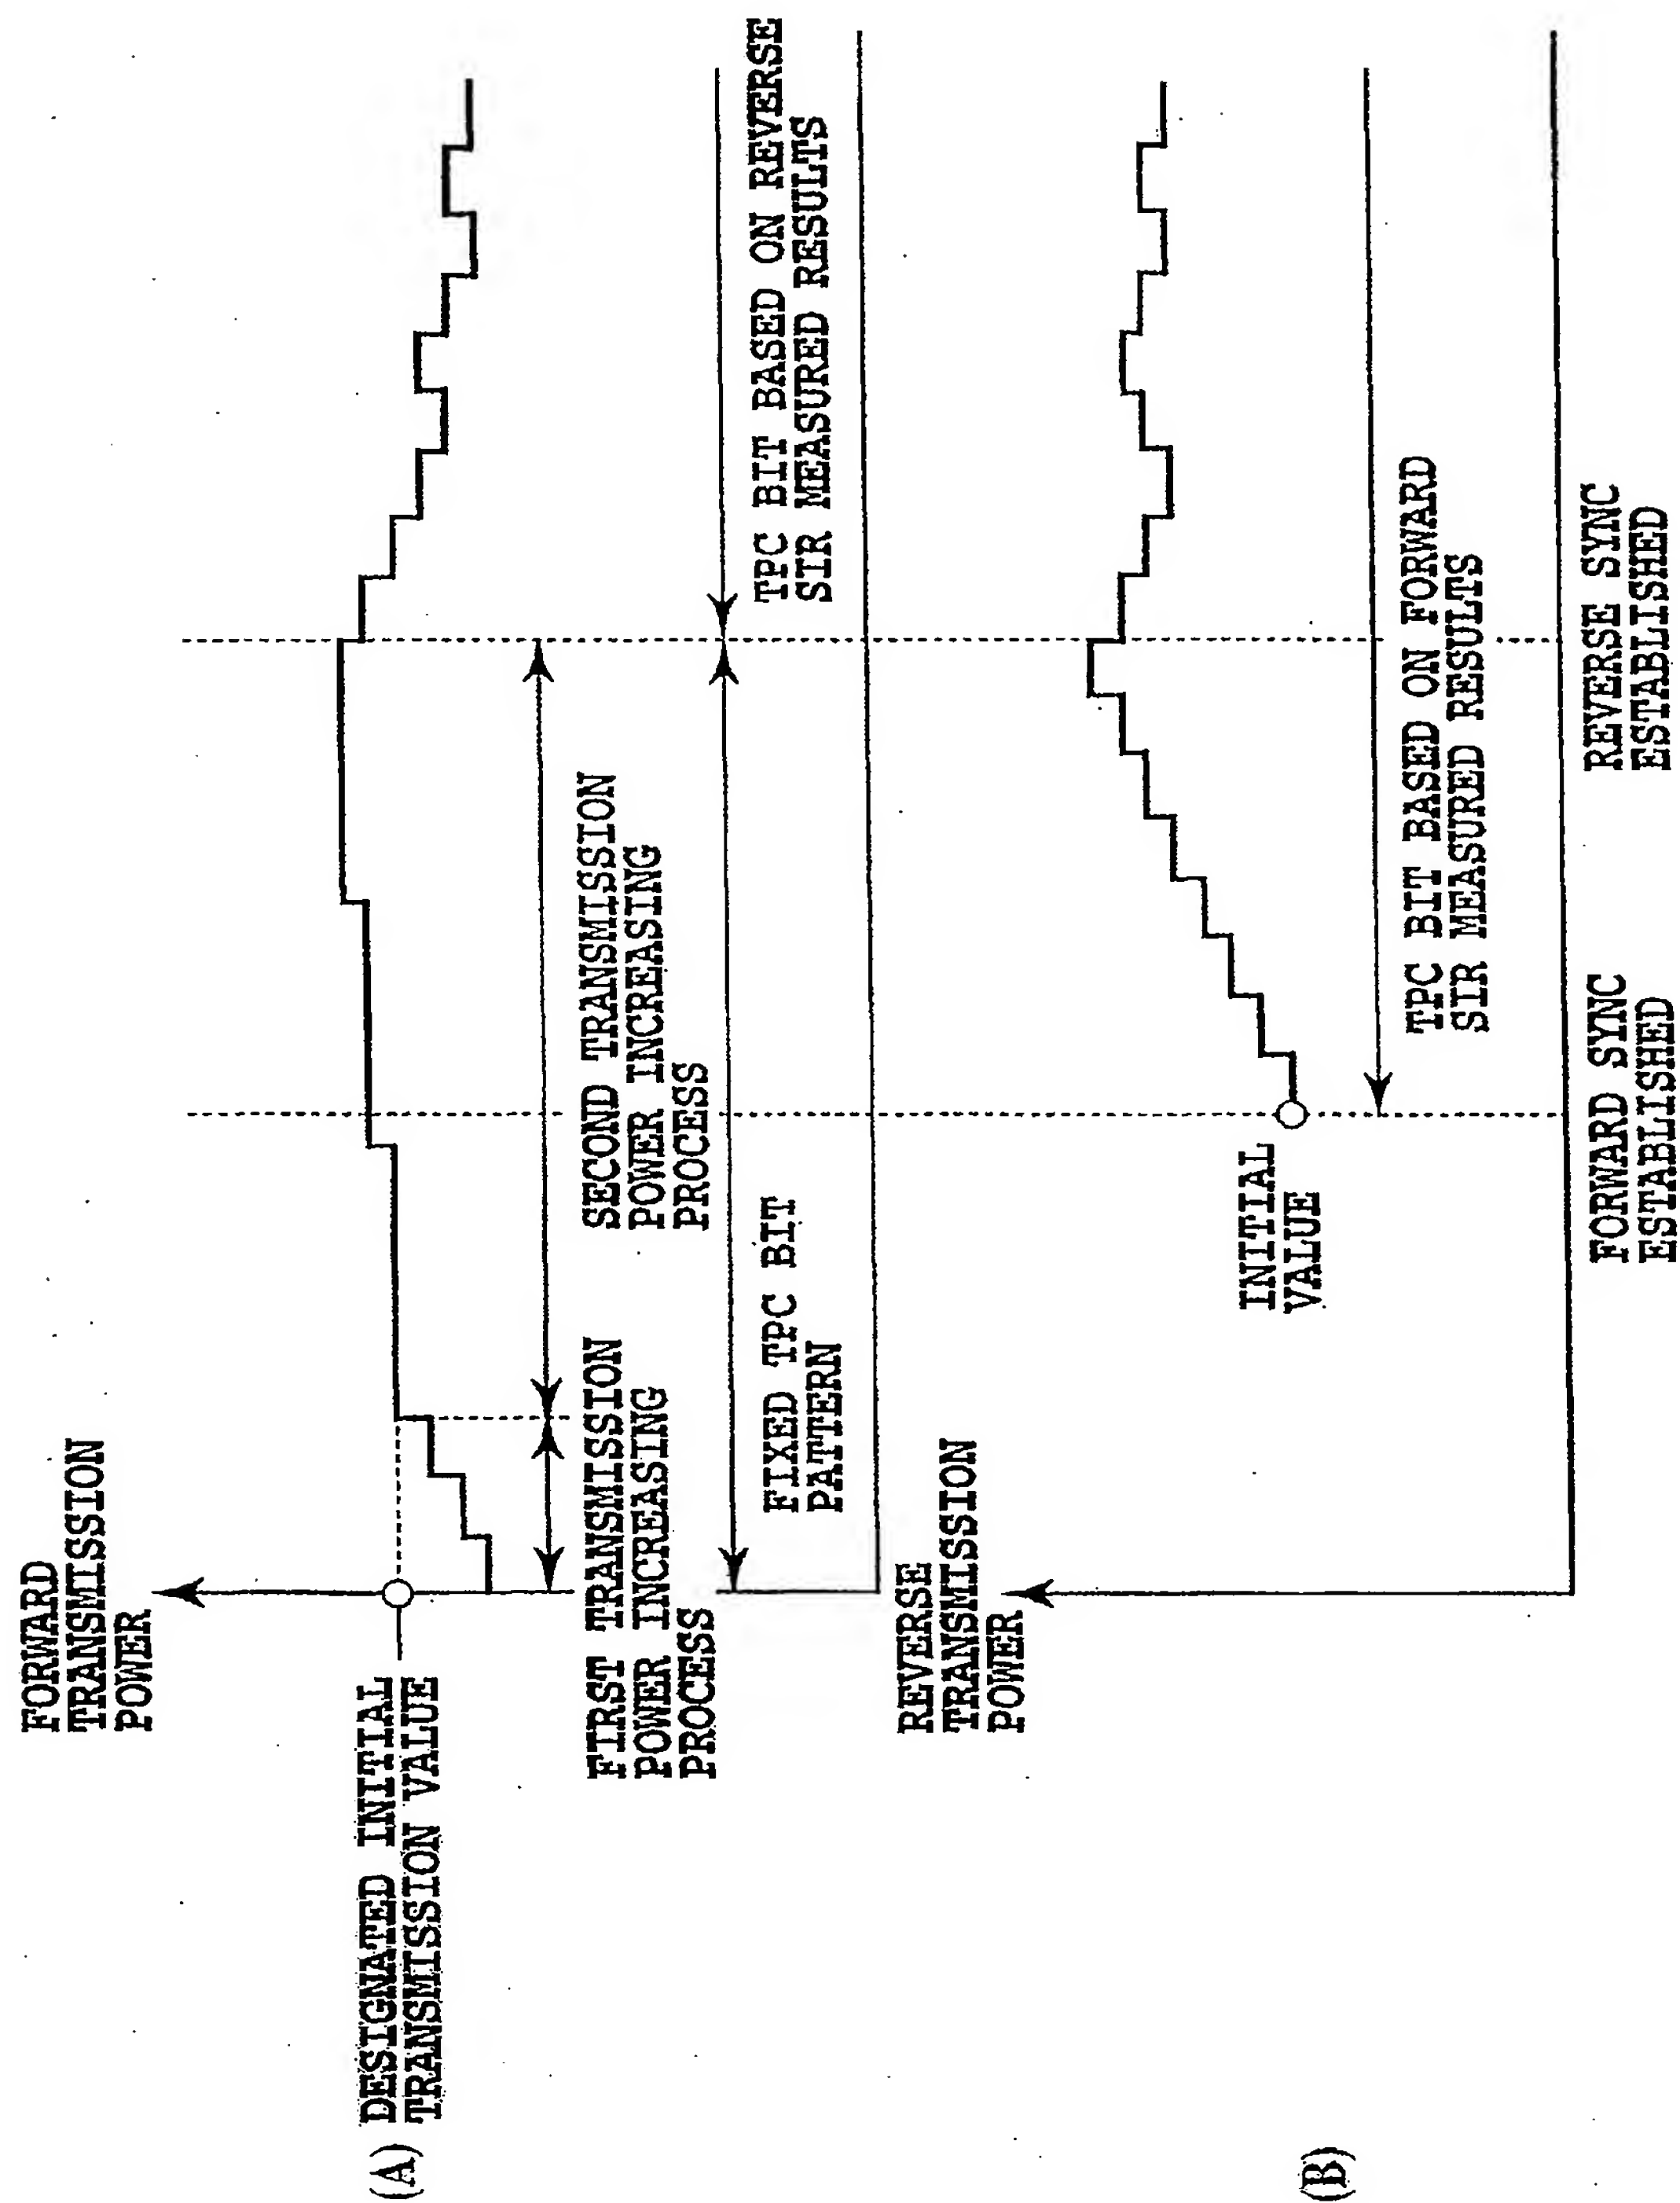 (A)
FORWARD
TRANSMISSION
POWER
DESIGNATED INITIAL
TRANSMISSION VALUE
FIRST TRANSMISSION
POWER INCREASING
PROCESS
SECOND TRANSMISSION
POWER INCREASING
PROCESS
FIXED TPC BIT
PATTERN
TPC BIT BASED ON REVERSE
SIR MEASURED RESULTS
(B)
REVERSE
TRANSMISSION
POWER
INITIAL
VALUE
TPC BIT BASED ON FORWARD
SIR MEASURED RESULTS
FORWARD SYNC
ESTABLISHED
REVERSE SYNC
ESTABLISHED